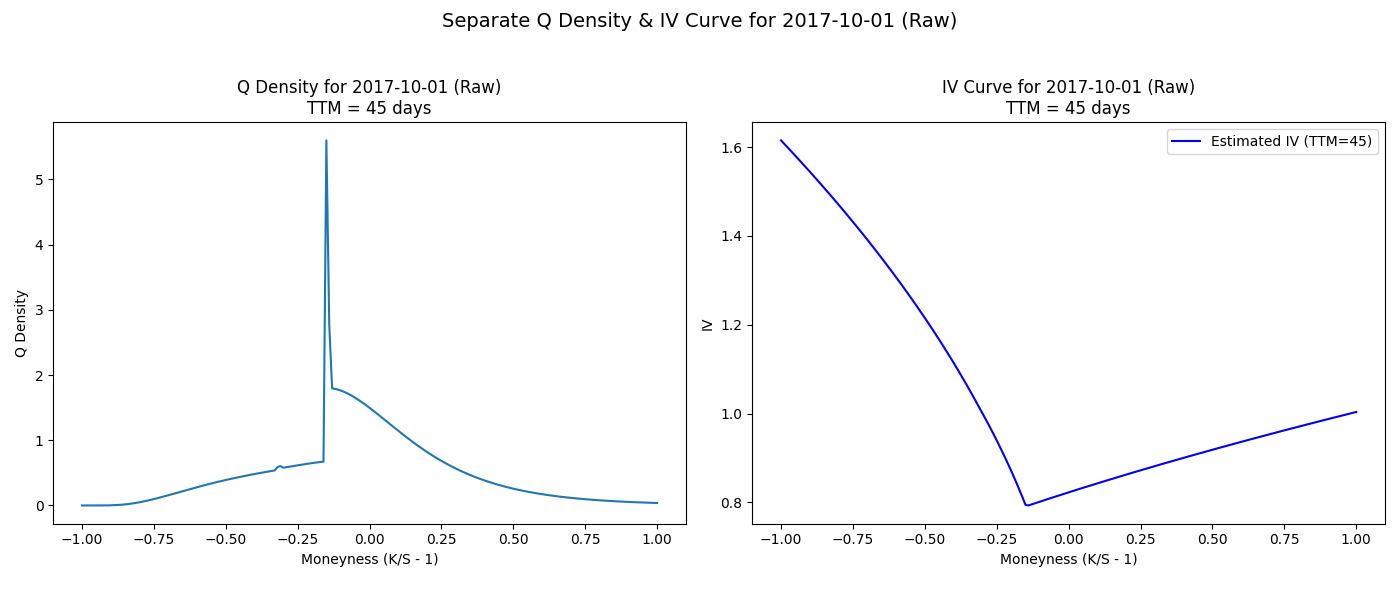 Separate Q Density & IV Curve for 2017-10-01 (Raw)
Q Density for 2017-10-01 (Raw)
TTM = 45 days
Q Density
5
4
3
2
1
0
−1.00 −0.75 −0.50 −0.25 0.00 0.25 0.50 0.75 1.00
Moneyness (K/S - 1)
IV Curve for 2017-10-01 (Raw)
TTM = 45 days
Estimated IV (TTM=45)
IV
1.6
1.4
1.2
1.0
0.8
−1.00 −0.75 −0.50 −0.25 0.00 0.25 0.50 0.75 1.00
Moneyness (K/S - 1)